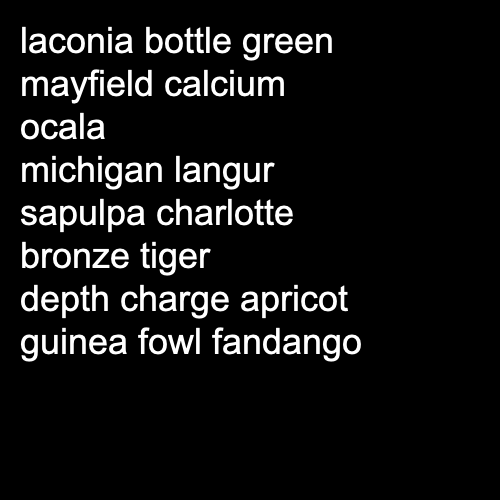 laconia bottle green
mayfield calcium
ocala
michigan langur
sapulpa charlotte
bronze tiger
depth charge apricot
guinea fowl fandango